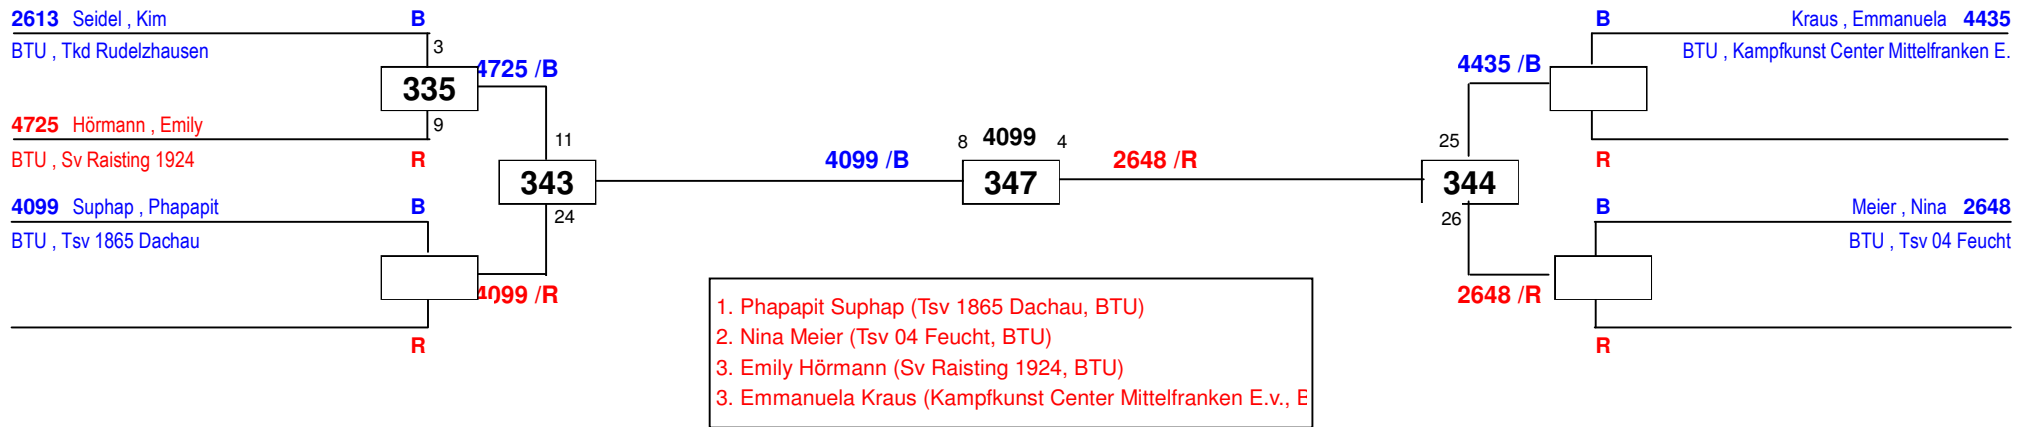 2613 Seidel , Kim B
BTU , Tkd Rudelzhausen
3
4725 /B
335
9
4725 Hörmann , Emily
BTU , Sv Raisting 1924 R
11
343
24
4099 Suphap , Phapapit B
BTU , Tsv 1865 Dachau
4099 /R
R
4099 /B
8 4099 4
347
2648 /R
B Kraus , Emmanuela 4435
BTU , Kampfkunst Center Mittelfranken E.
4435 /B
R
25
344
26
B Meier , Nina 2648
BTU , Tsv 04 Feucht
2648 /R
R
1. Phapapit Suphap (Tsv 1865 Dachau, BTU)
2. Nina Meier (Tsv 04 Feucht, BTU)
3. Emily Hörmann (Sv Raisting 1924, BTU)
3. Emmanuela Kraus (Kampfkunst Center Mittelfranken E.v., B